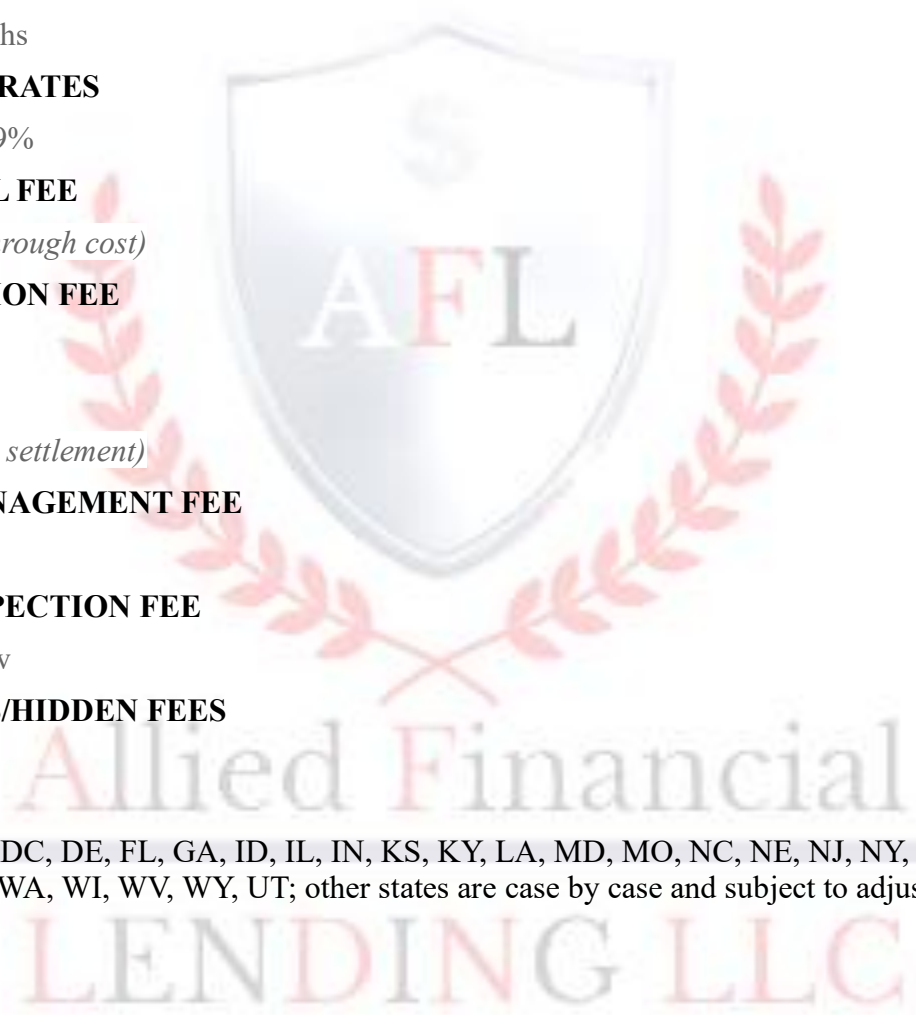 hs
RATES
9%
L FEE
rough cost)
ION FEE
settlement)
NAGEMENT FEE
PECTION FEE
/HIDDEN FEES
S
AFL
Allied Financial
DC, DE, FL, GA, ID, IL, IN, KS, KY, LA, MD, MO, NC, NE, NJ, NY,
WA, WI, WV, WY, UT; other states are case by case and subject to adjus
LENDING LLC